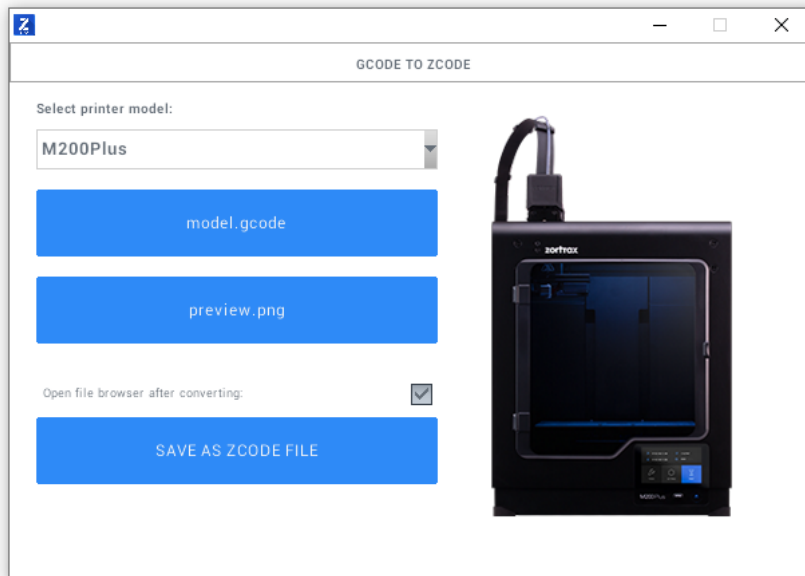 GCODE TO ZCODE
Select printer model:
M200Plus
model.gcode
preview.png
Open file browser after converting:
SAVE AS ZCODE FILE
zortrax
M200Plus